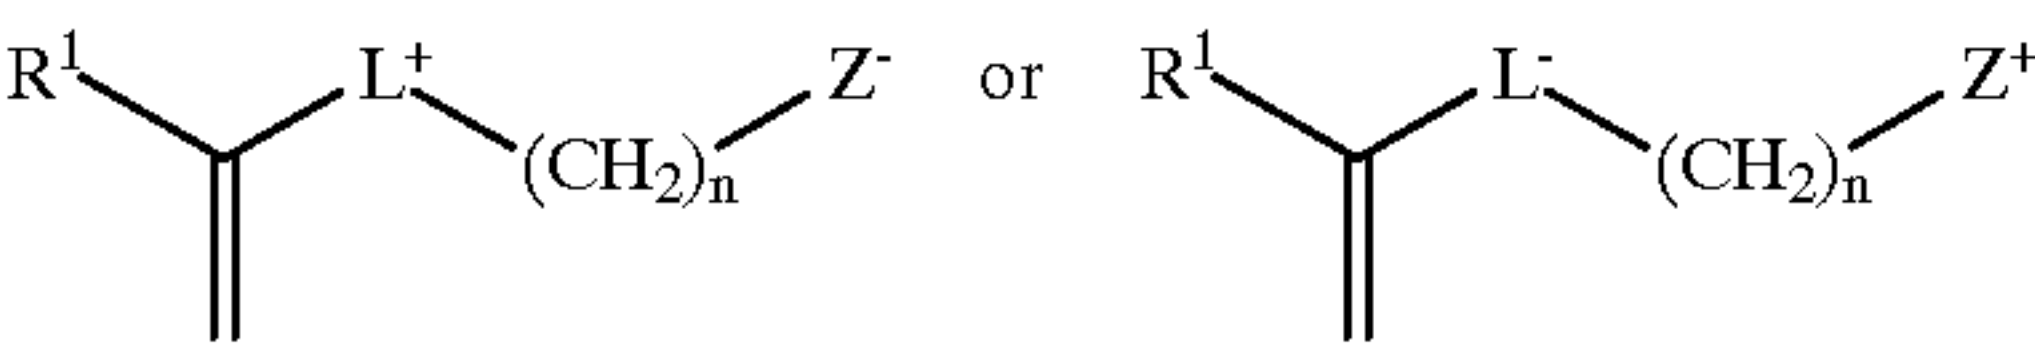 R¹ L⁺ Z⁻ or R¹ L⁻ Z⁺
(CH₂)ₙ (CH₂)ₙ